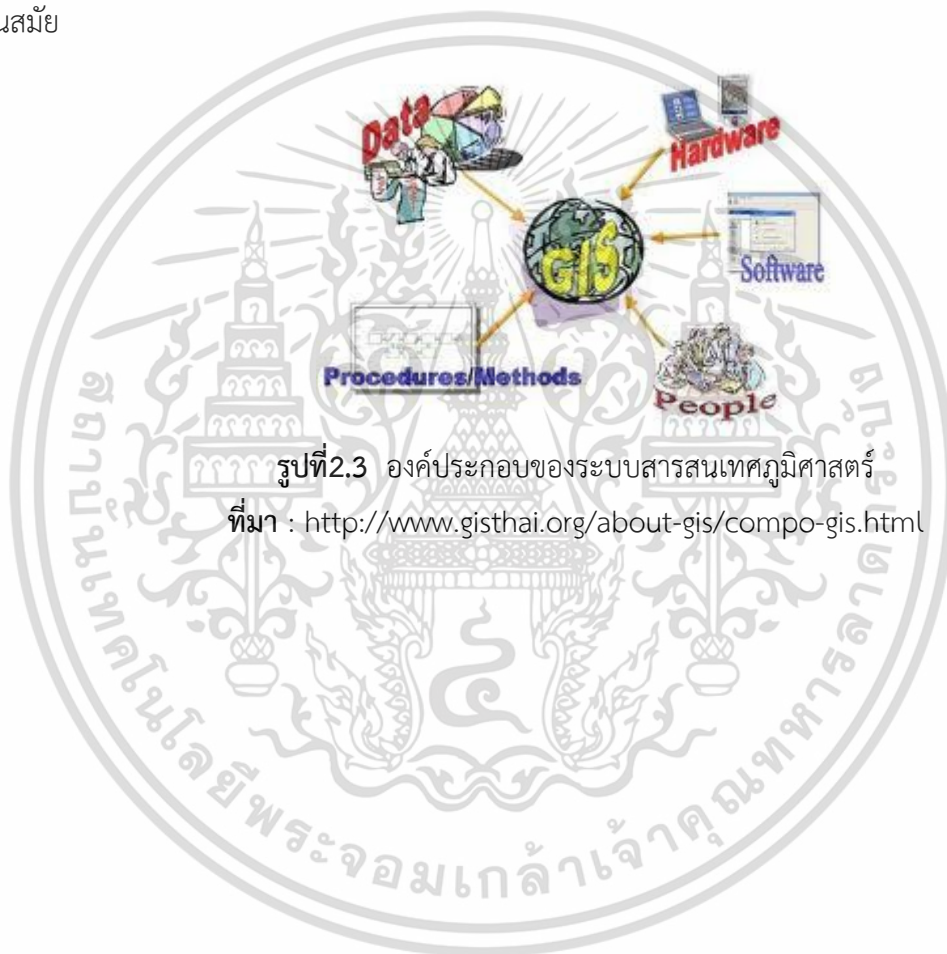 นสมัย
Data
Hardware
GIS
Software
Procedures/Methods
People
รูปที่2.3 องค์ประกอบของระบบสารสนเทศภูมิศาสตร์
ที่มา : http://www.gisthai.org/about-gis/compo-gis.html
สถาบันเทคโนโลยีพระจอมเกล้าเจ้าคุณทหารลาดกระบัง